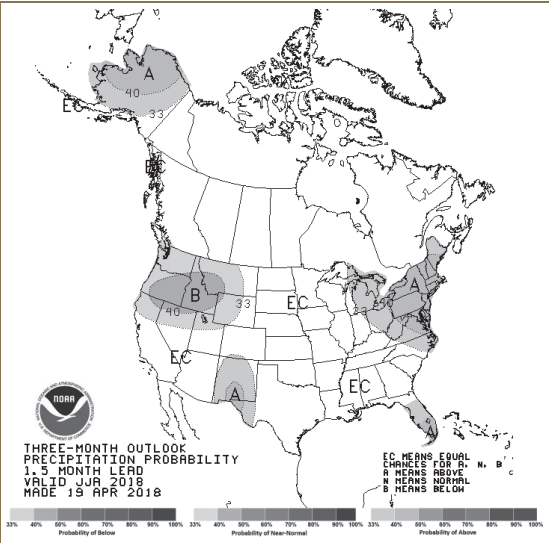 A
40
EC
33
EC
B
40
33
EC
A
33
40
EC
A
EC
A
NOAA
THREE-MONTH OUTLOOK
PRECIPITATION PROBABILITY
1.5 MONTH LEAD
VALID JJA 2018
MADE 19 APR 2018
EC MEANS EQUAL
CHANCES FOR A, N, B
A MEANS ABOVE
N MEANS NORMAL
B MEANS BELOW
33% 40% 50% 60% 70% 80% 90% 100%
Probability of Below
33% 40% 50% 60% 70% 80% 90% 100%
Probability of Near-Normal
33% 40% 50% 60% 70% 80% 90% 100%
Probability of Above